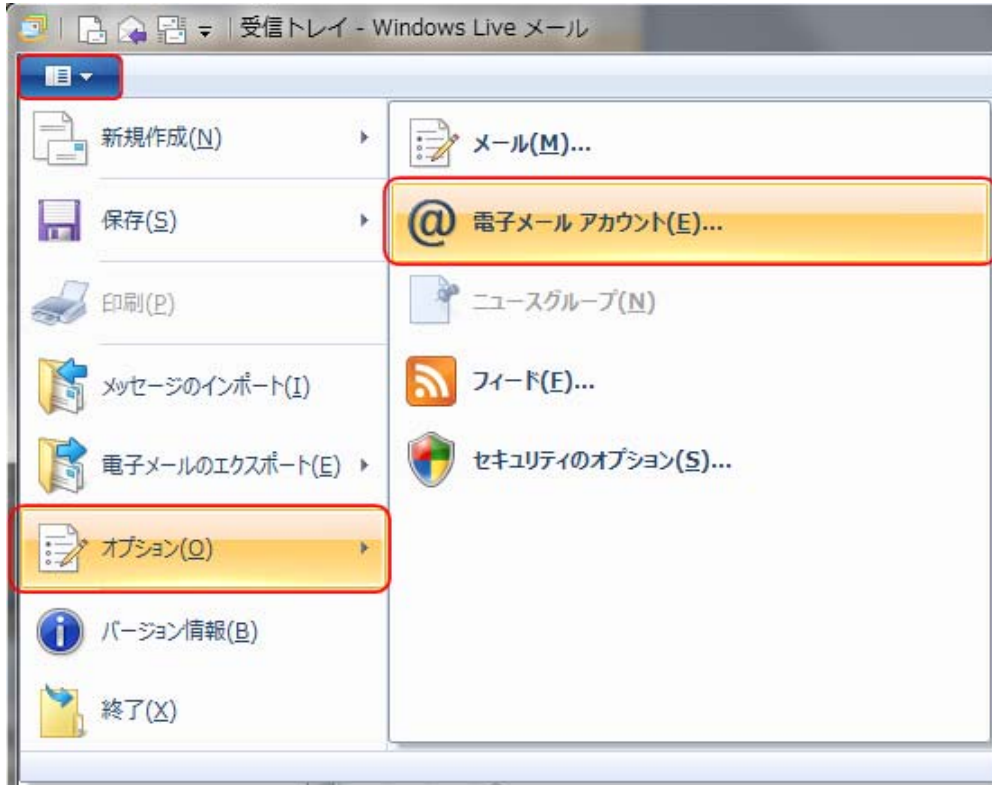 受信トレイ - Windows Live メール
新規作成(N)
保存(S)
印刷(P)
メッセージのインポート(I)
電子メールのエクスポート(E)
オプション(O)
バージョン情報(B)
終了(X)
メール(M)...
電子メール アカウント(E)...
ニュースグループ(N)
フィード(F)...
セキュリティのオプション(S)...